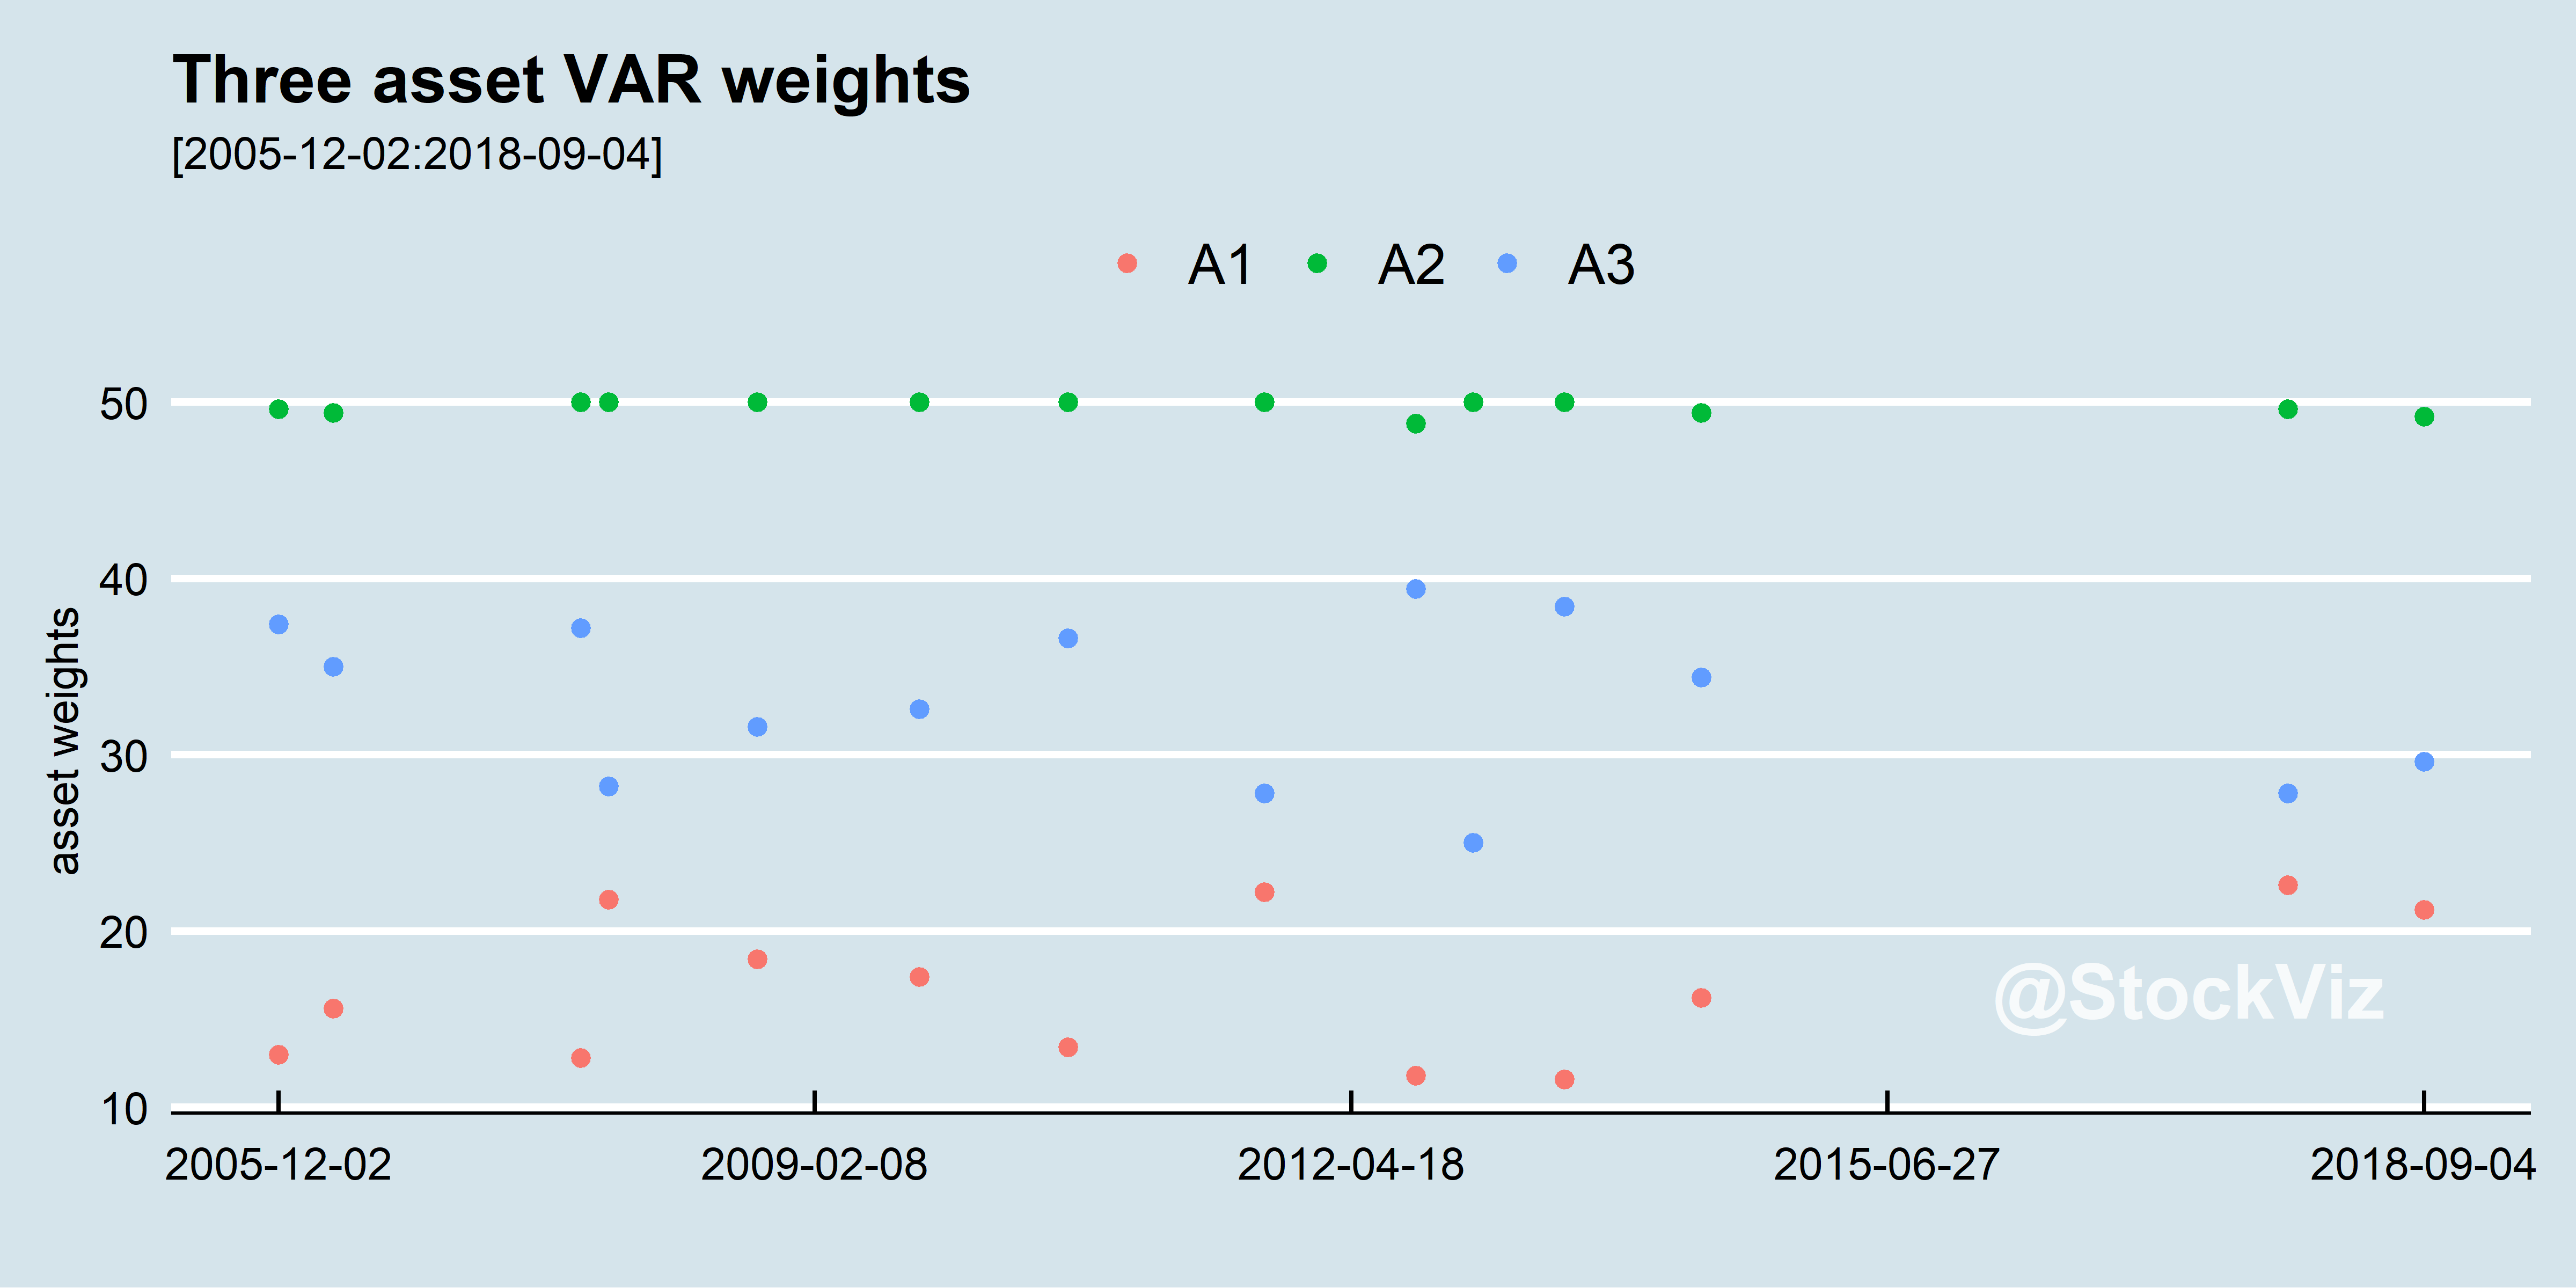 Three asset VAR weights
[2005-12-02:2018-09-04]
A1 A2 A3
50
40
30
20
10
asset weights
@StockViz
2005-12-02 2009-02-08 2012-04-18 2015-06-27 2018-09-04